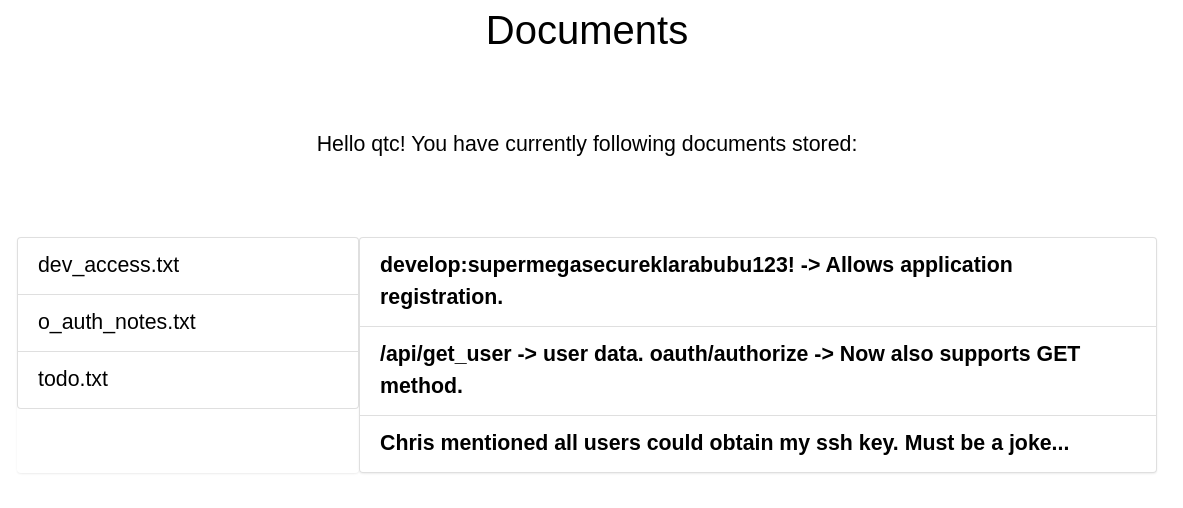 Documents
Hello qtc! You have currently following documents stored:
dev_access.txt
o_auth_notes.txt
todo.txt
develop:supermegasecureklarabubu123! -> Allows application
registration.
/api/get_user -> user data. oauth/authorize -> Now also supports GET
method.
Chris mentioned all users could obtain my ssh key. Must be a joke...